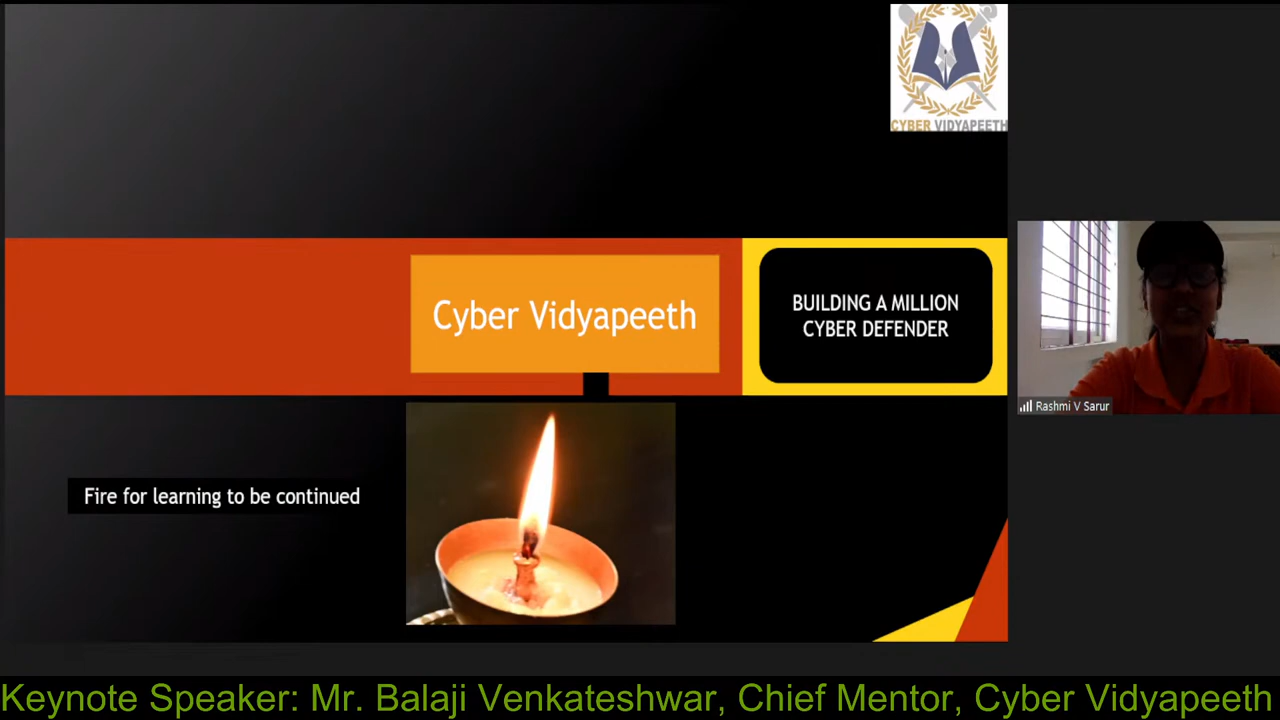 CYBER VIDYAPEETH
Cyber Vidyapeeth
BUILDING A MILLION
CYBER DEFENDER
Fire for learning to be continued
Rashmi V Sarur
Keynote Speaker: Mr. Balaji Venkateshwar, Chief Mentor, Cyber Vidyapeeth